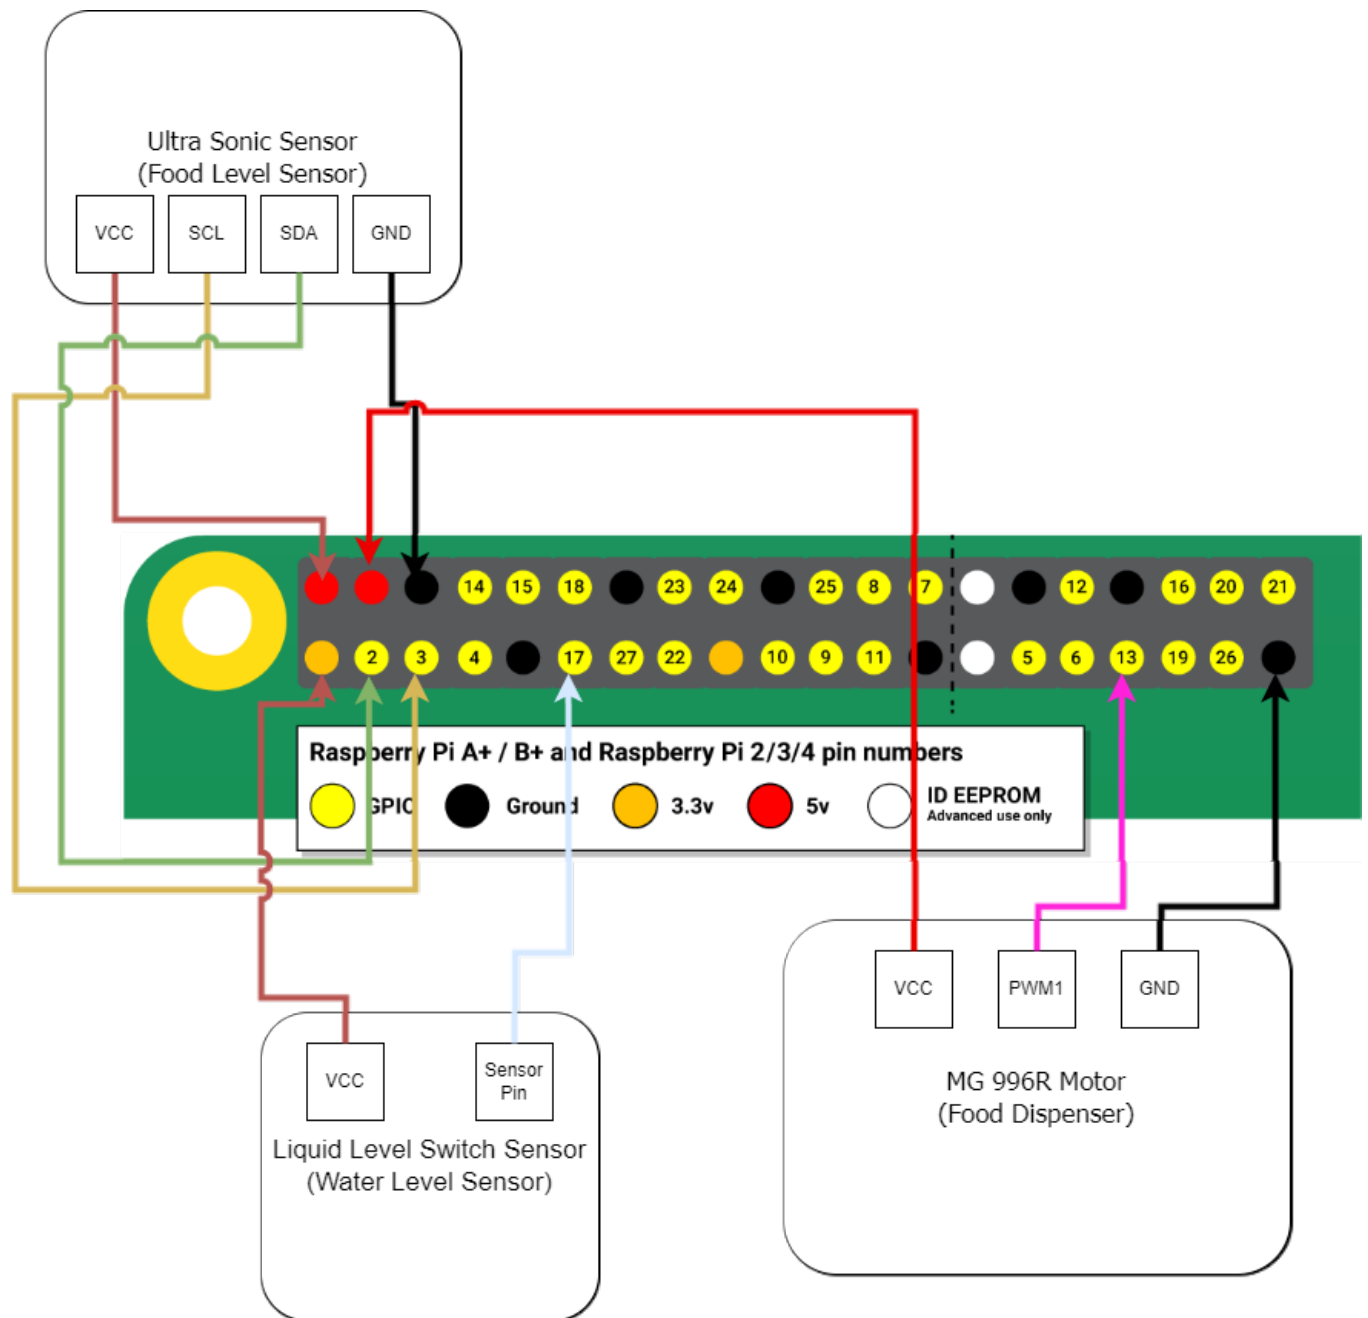 Ultra Sonic Sensor
(Food Level Sensor)
VCC SCL SDA GND
14 15 18 23 24 25 8 7 12 16 20 21
2 3 4 17 27 22 10 9 11 5 6 13 19 26
Raspberry Pi A+ / B+ and Raspberry Pi 2/3/4 pin numbers
GPIO Ground 3.3v 5v ID EEPROM
Advanced use only
VCC PWM1 GND
MG 996R Motor
(Food Dispenser)
VCC Sensor
Pin
Liquid Level Switch Sensor
(Water Level Sensor)